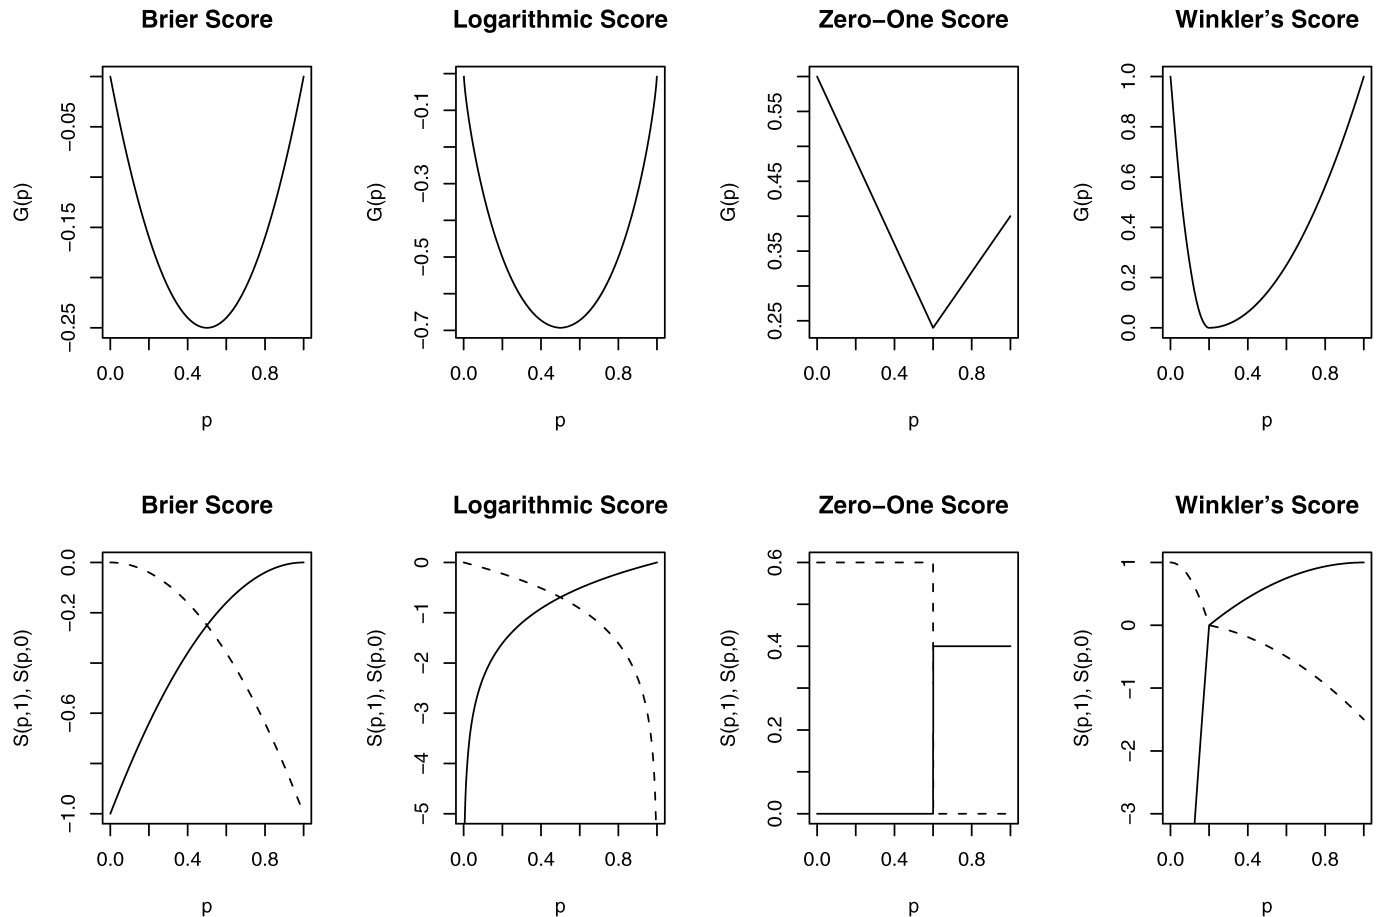 Brier Score
Logarithmic Score
Zero−One Score
Winkler's Score
G(p)
−0.05
−0.15
−0.25
0.0 0.4 0.8
p
G(p)
−0.1
−0.3
−0.5
−0.7
0.0 0.4 0.8
p
G(p)
0.55
0.45
0.35
0.25
0.0 0.4 0.8
p
G(p)
1.0
0.8
0.6
0.4
0.2
0.0
0.0 0.4 0.8
p
Brier Score
Logarithmic Score
Zero−One Score
Winkler's Score
S(p,1), S(p,0)
0.0
−0.2
−0.6
−1.0
0.0 0.4 0.8
p
S(p,1), S(p,0)
0
−1
−2
−3
−4
−5
0.0 0.4 0.8
p
S(p,1), S(p,0)
0.6
0.4
0.2
0.0
0.0 0.4 0.8
p
S(p,1), S(p,0)
1
0
−1
−2
−3
0.0 0.4 0.8
p